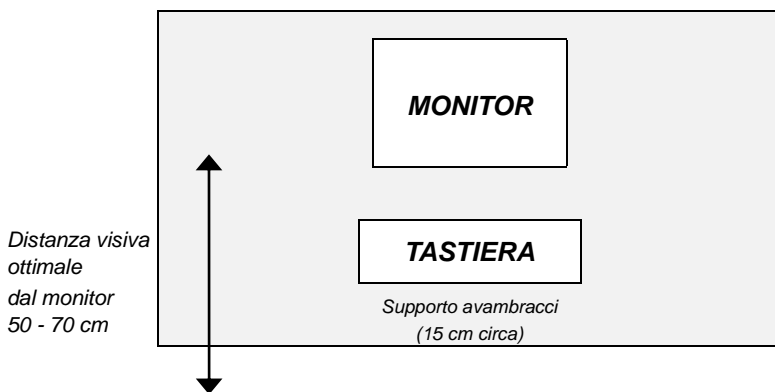 MONITOR
Distanza visiva
ottimale
dal monitor
50 - 70 cm
TASTIERA
Supporto avambracci
(15 cm circa)